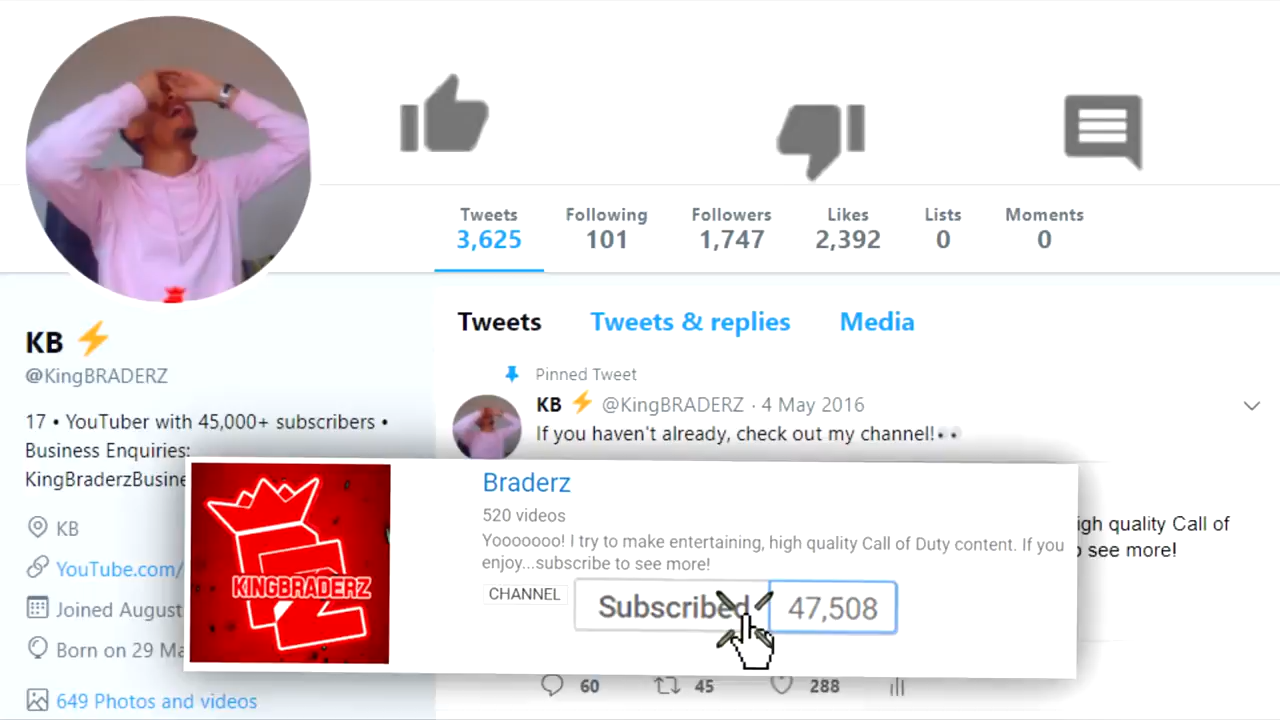 Tweets
3,625
Following
101
Followers
1,747
Likes
2,392
Lists
0
Moments
0
KB ⚡
@KingBRADERZ
17 • YouTuber with 45,000+ subscribers •
Business Enquiries:
KingBraderzBusine
KB
YouTube.com/
Joined August
Born on 29 Ma
649 Photos and videos
Tweets
Tweets & replies
Media
Pinned Tweet
KB ⚡ @KingBRADERZ · 4 May 2016
If you haven't already, check out my channel!👀
igh quality Call of
see more!
KINGBRADERZ
Braderz
520 videos
Yooooooo! I try to make entertaining, high quality Call of Duty content. If you
enjoy...subscribe to see more!
CHANNEL
Subscribed
47,508
60
45
288